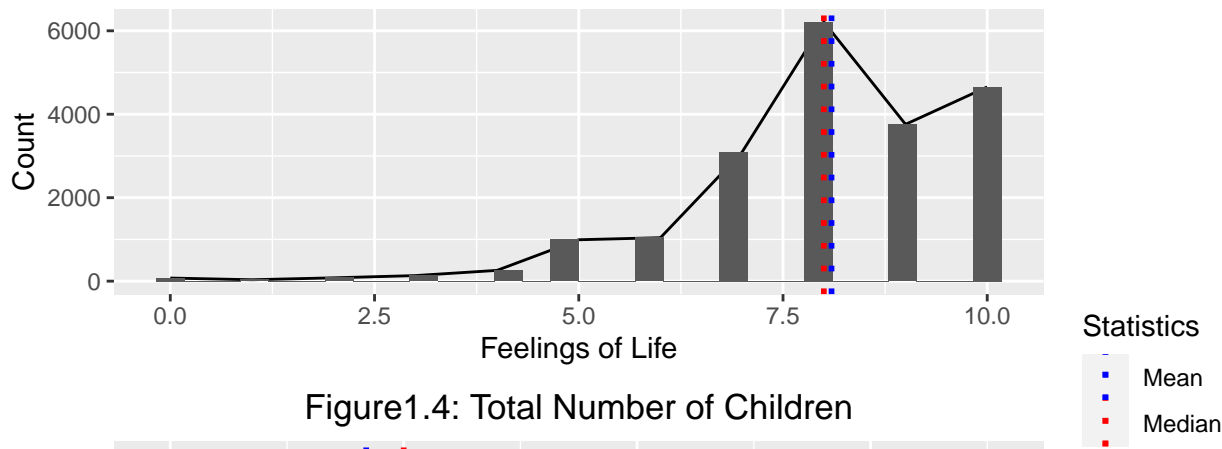 6000
4000
2000
0
Count
0.0 2.5 5.0 7.5 10.0
Feelings of Life
Statistics
Mean
Median
Figure1.4: Total Number of Children